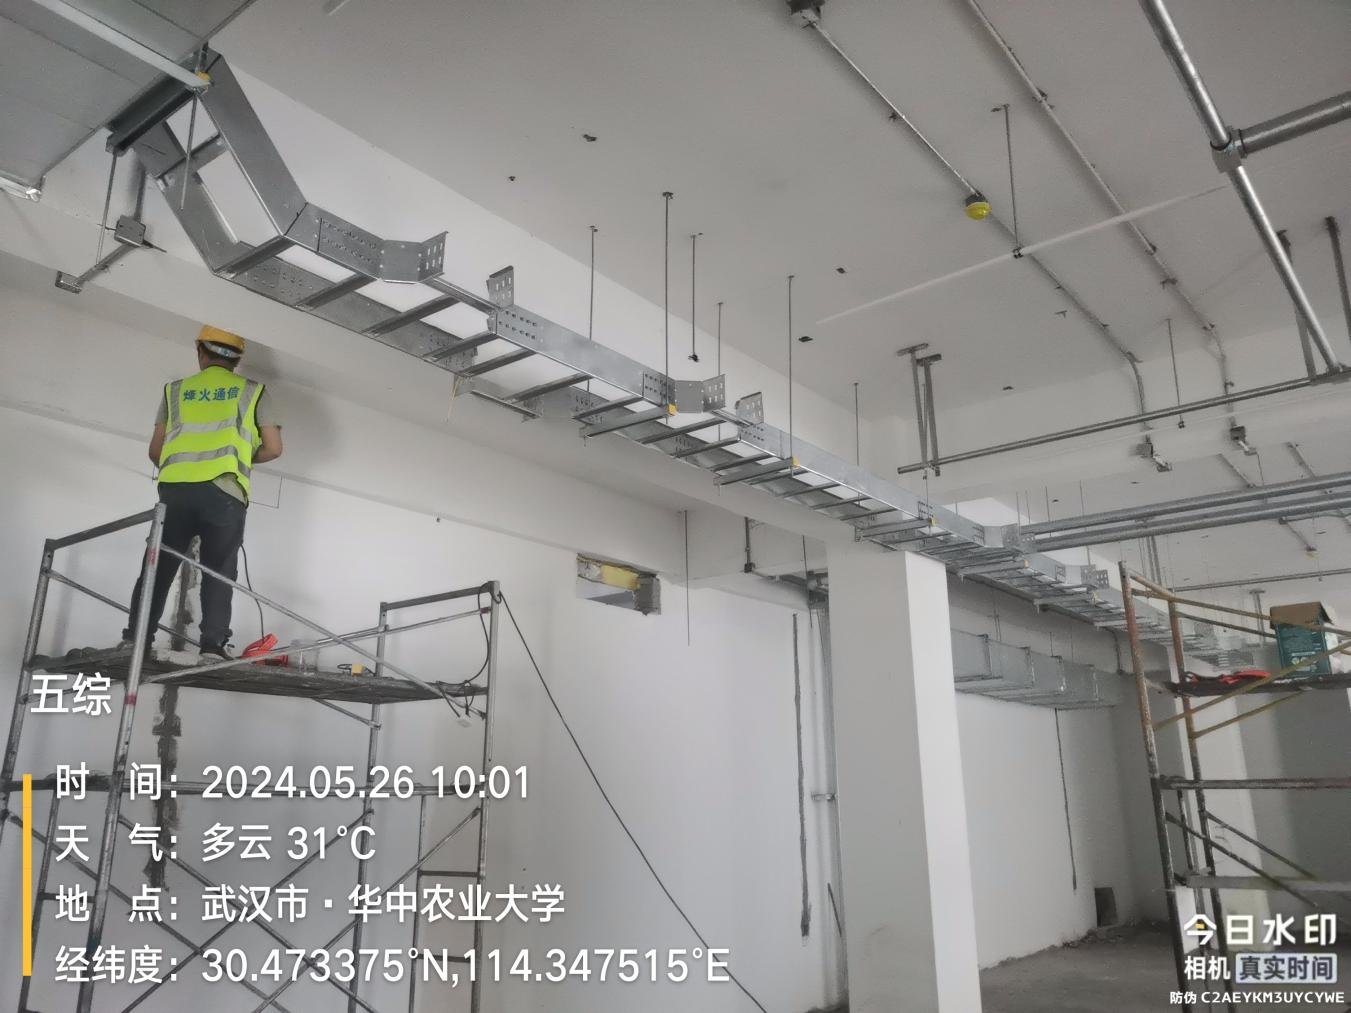 烽火通信
五综
时 间：2024.05.26 10:01
天 气：多云 31°C
地 点：武汉市·华中农业大学
经纬度：30.473375°N,114.347515°E
今日水印
相机 真实时间
防伪 C2AEYKM3UYCYWE